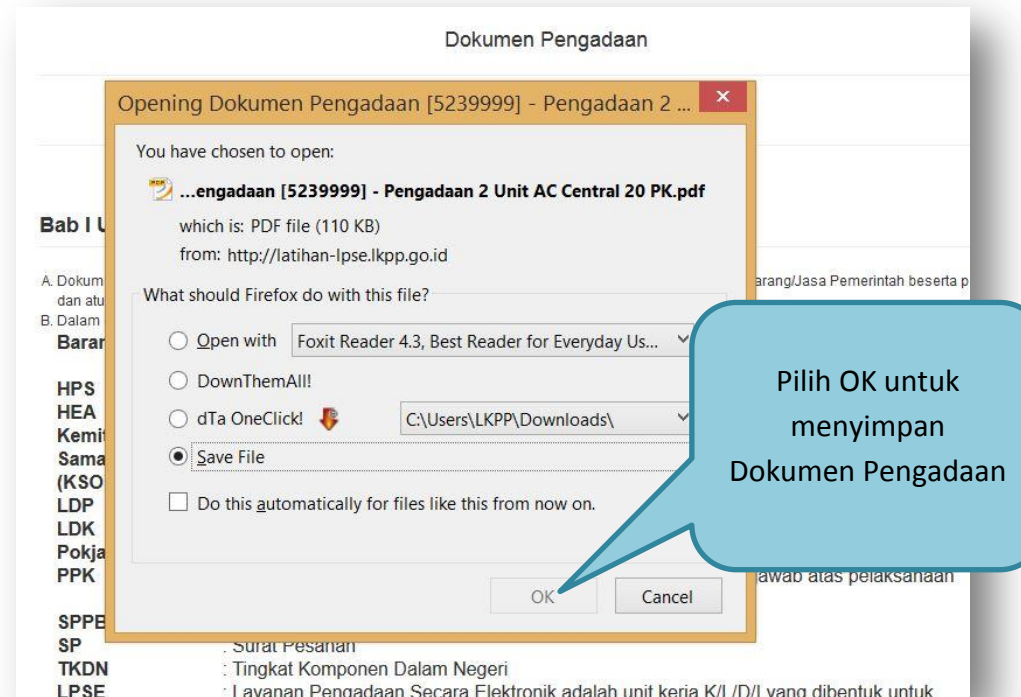 Dokumen Pengadaan
Opening Dokumen Pengadaan [5239999] - Pengadaan 2 ...
You have chosen to open:
...engadaan [5239999] - Pengadaan 2 Unit AC Central 20 PK.pdf
which is: PDF file (110 KB)
from: http://latihan-lpse.lkpp.go.id
What should Firefox do with this file?
Open with Foxit Reader 4.3, Best Reader for Everyday Us...
DownThemAll!
dTa OneClick! C:\Users\LKPP\Downloads\
Save File
Do this automatically for files like this from now on.
OK Cancel
Pilih OK untuk
menyimpan
Dokumen Pengadaan
Bab I U
A. Dokum arang/Jasa Pemerintah beserta p
dan atu
B. Dalam
Baran
HPS
HEA
Kemit
Sama
(KSO
LDP
LDK
Pokja
PPK awab atas pelaksanaan
SPPB
SP : Surat Pesanan
TKDN : Tingkat Komponen Dalam Negeri
LPSE : Layanan Pengadaan Secara Elektronik adalah unit kerja K/L/D/I yang dibentuk untuk